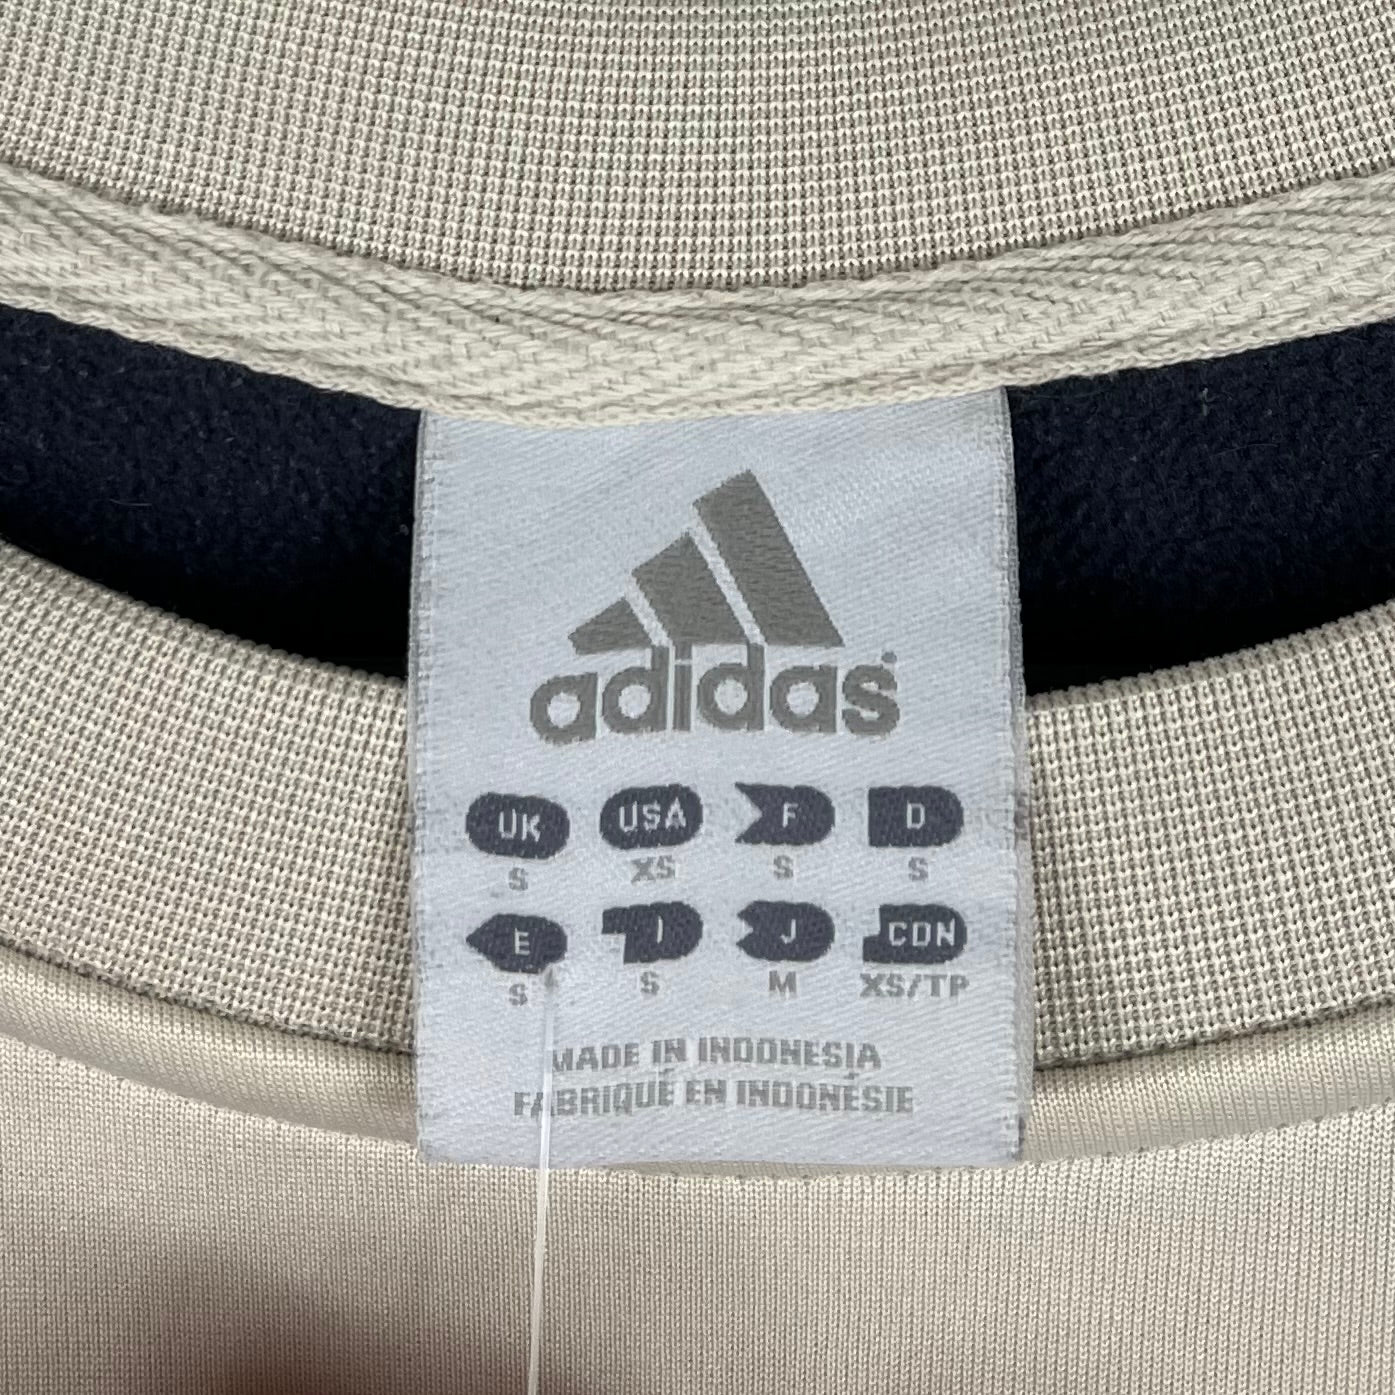 adidas
UK USA F D
S XS S S
E I J CDN
S S M XS/TP
MADE IN INDONESIA
FABRIQUÉ EN INDONÉSIE